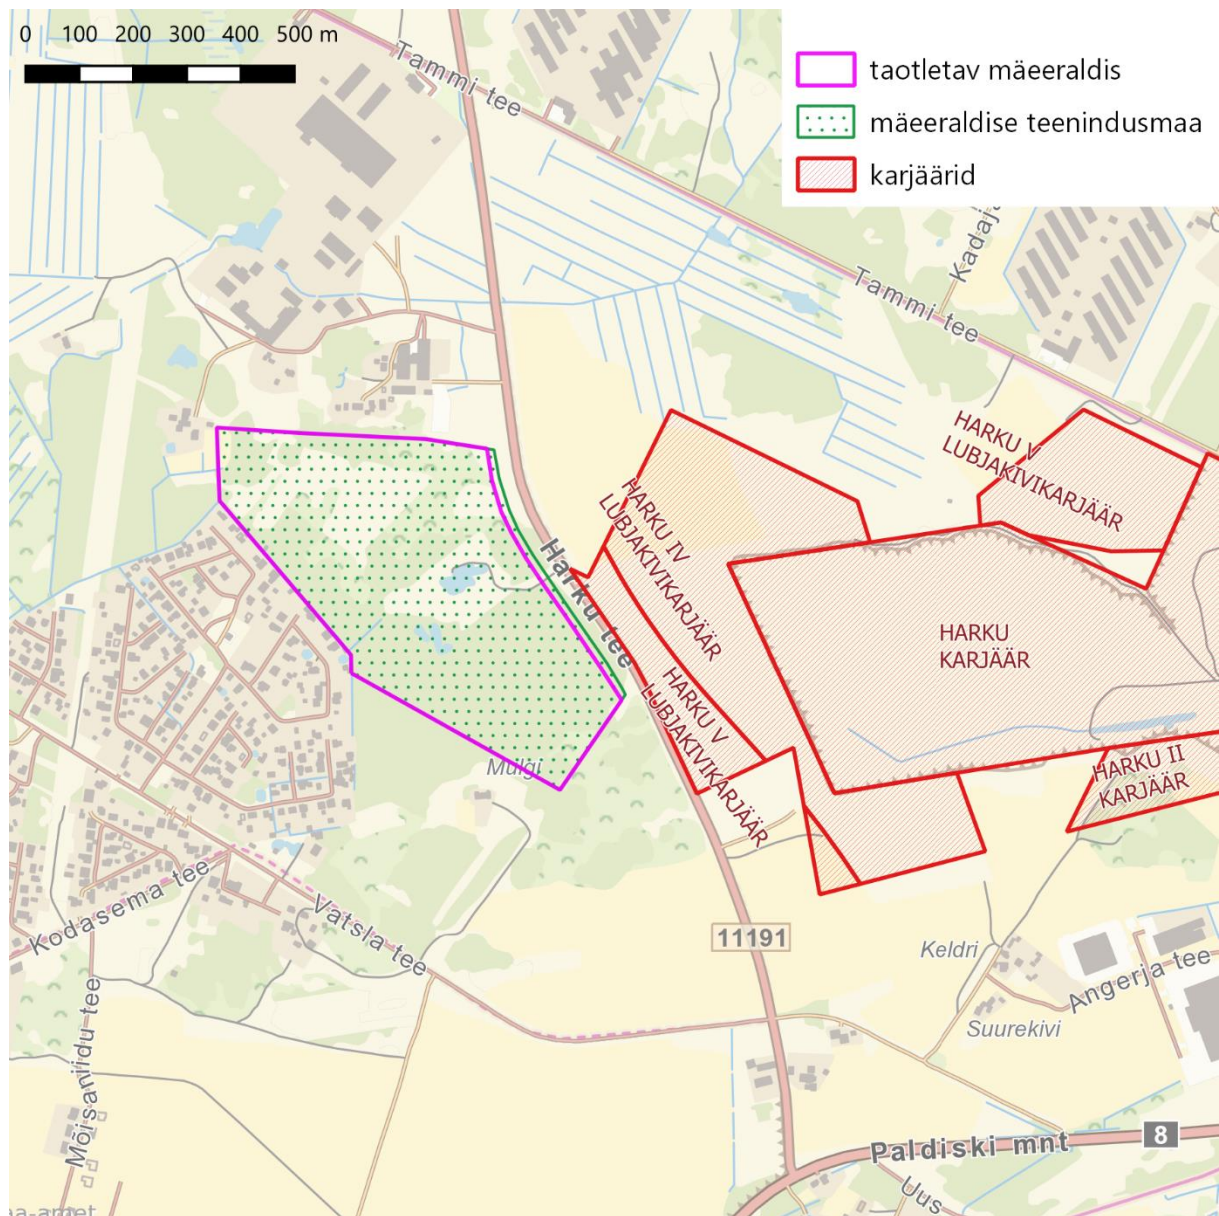 0 100 200 300 400 500 m
taotletav mäeeraldis
mäeeraldise teenindusmaa
karjäärid
Tammi tee
Tammi tee
HARKU V
LUBJAKIVIKARJÄÄR
HARKU IV
LUBJAKIVIKARJÄÄR
Harku tee
HARKU
KARJÄÄR
HARKU V
LUBJAKIVIKARJÄÄR
HARKU II
KARJÄÄR
Mulgi
Kodasema tee
Vatsla tee
11191
Keldri
Angerja tee
Suurekivi
Mõisaniidu tee
Paldiski mnt
8
Uus